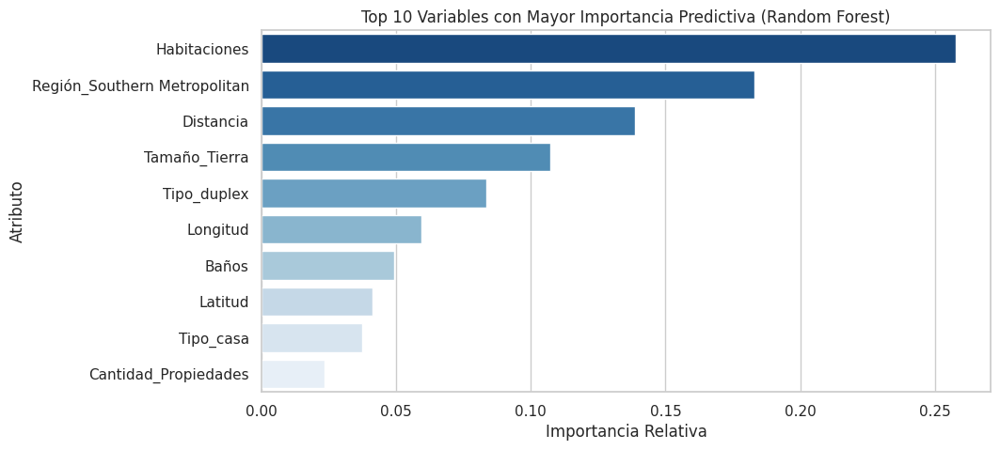 Top 10 Variables con Mayor Importancia Predictiva (Random Forest)
Atributo
Habitaciones
Región_Southern Metropolitan
Distancia
Tamaño_Tierra
Tipo_duplex
Longitud
Baños
Latitud
Tipo_casa
Cantidad_Propiedades
0.00 0.05 0.10 0.15 0.20 0.25
Importancia Relativa